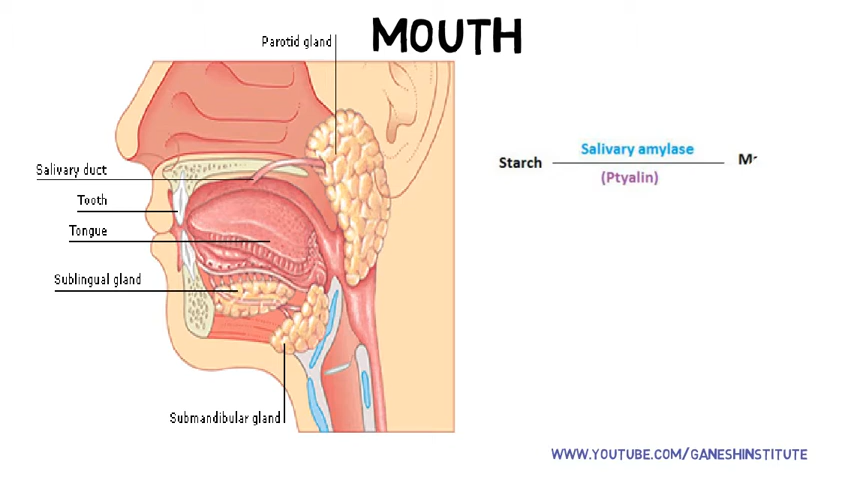 MOUTH
Parotid gland
Salivary duct
Tooth
Tongue
Sublingual gland
Submandibular gland
Starch
Salivary amylase
(Ptyalin)
WWW.YOUTUBE.COM/GANESHINSTITUTE